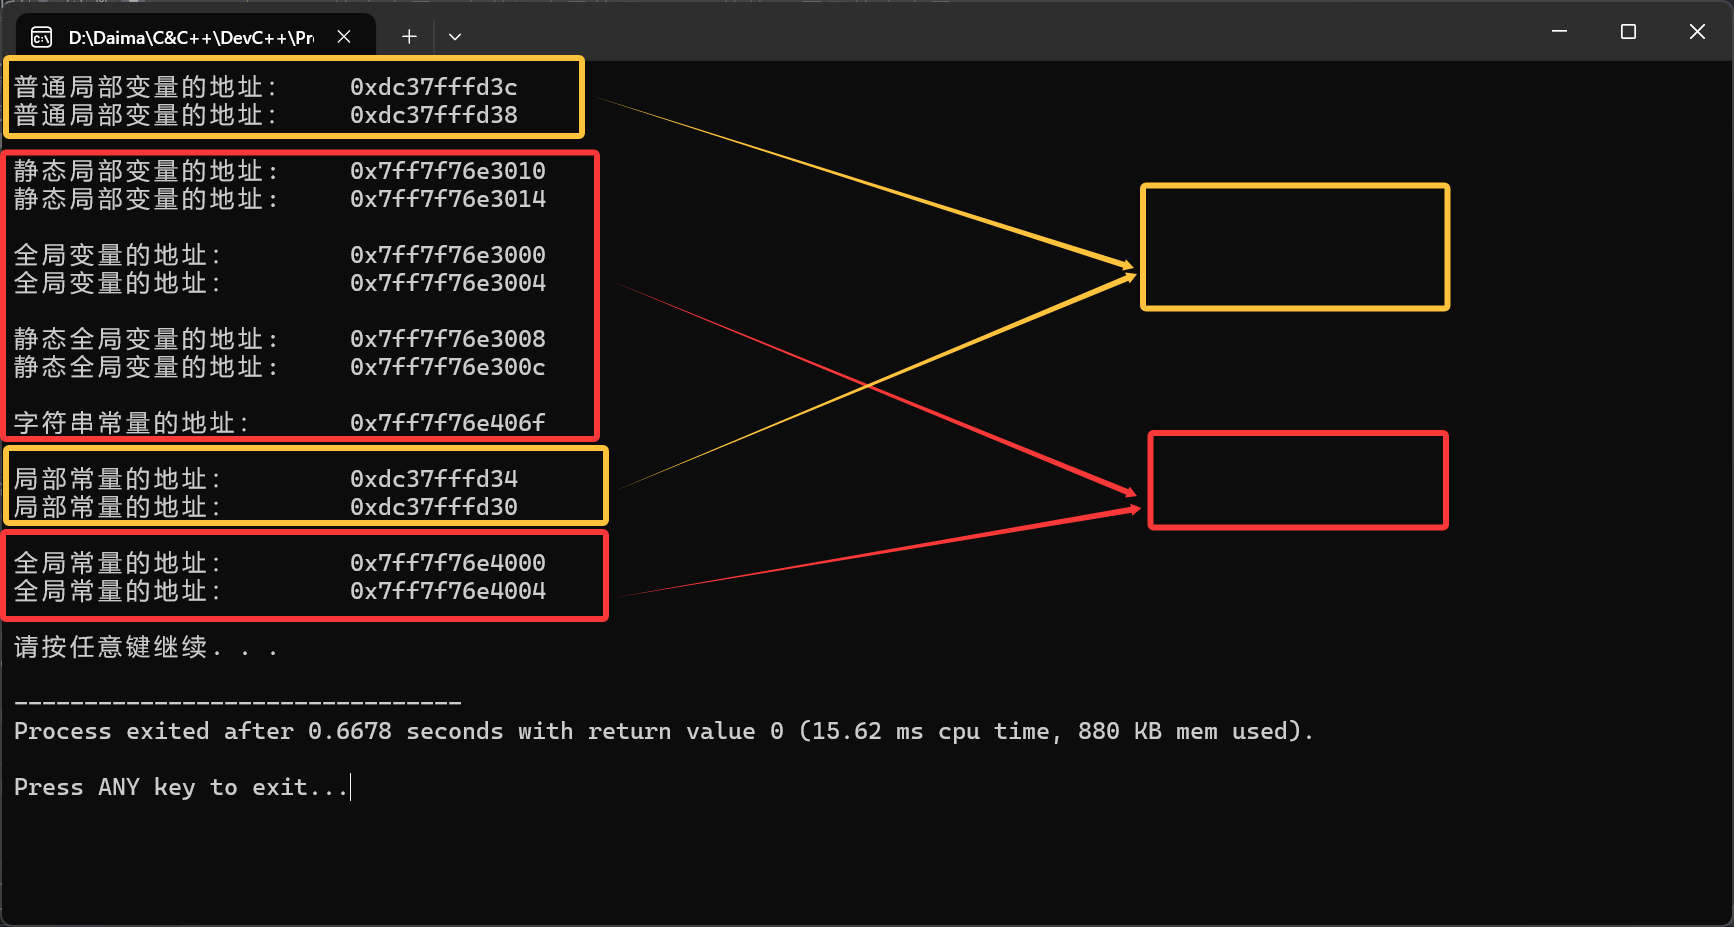 D:\Daima\C&C++\DevC++\Pr
普通局部变量的地址: 0xdc37fffd3c
普通局部变量的地址: 0xdc37fffd38
静态局部变量的地址: 0x7ff7f76e3010
静态局部变量的地址: 0x7ff7f76e3014
全局变量的地址: 0x7ff7f76e3000
全局变量的地址: 0x7ff7f76e3004
静态全局变量的地址: 0x7ff7f76e3008
静态全局变量的地址: 0x7ff7f76e300c
字符串常量的地址: 0x7ff7f76e406f
局部常量的地址: 0xdc37fffd34
局部常量的地址: 0xdc37fffd30
全局常量的地址: 0x7ff7f76e4000
全局常量的地址: 0x7ff7f76e4004
请按任意键继续. . .
--------------------------------
Process exited after 0.6678 seconds with return value 0 (15.62 ms cpu time, 880 KB mem used).
Press ANY key to exit...